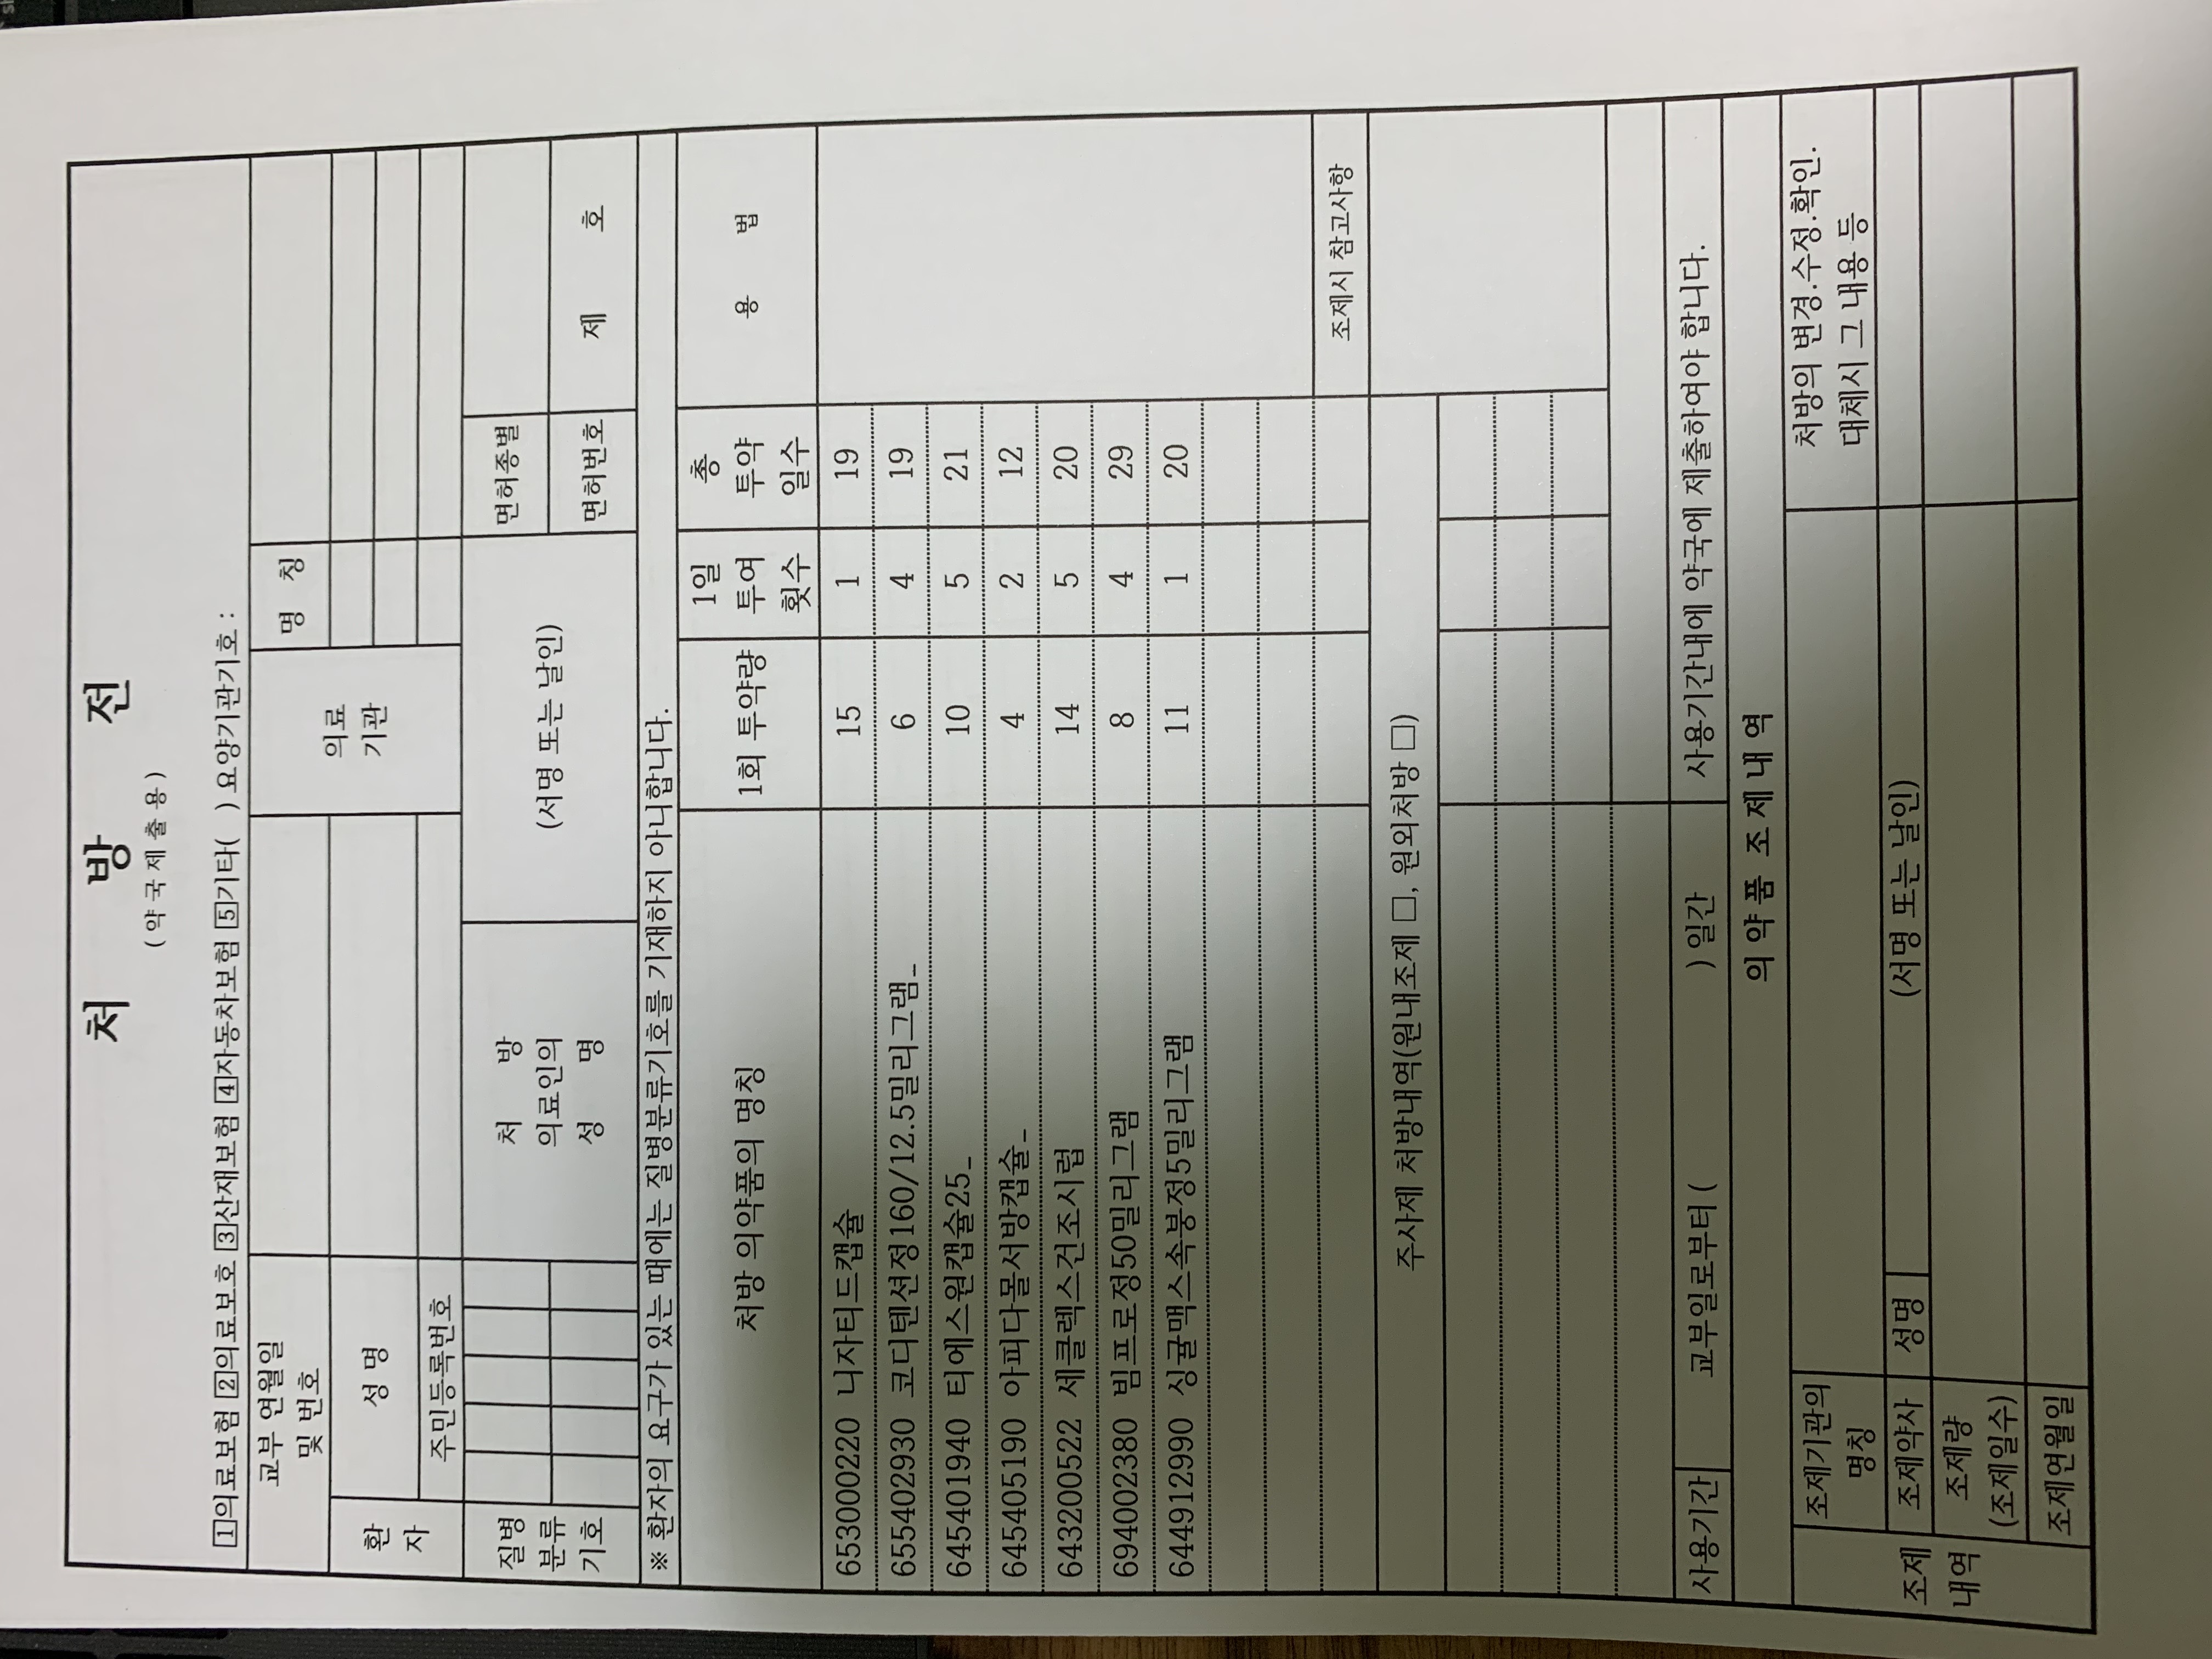 처 방 전
(약국제출용)
1의료보험 2의료보호 3산재보험 4자동차보험 5기타( ) 요양기관기호 :
교부 연월일
및 번호
의료
기관
명 칭
환
자
성 명
주민등록번호
질병
분류
기호
처 방
의료인의
성 명
(서명 또는 날인)
면허종별
면허번호
제 호
※ 환자의 요구가 있는 때에는 질병분류기호를 기재하지 아니합니다.
처방 의약품의 명칭
1회 투약량
1일
투여
횟수
총
투약
일수
용 법
653000220 니자티드캡슐 15 1 19
655402930 코디텐션정160/12.5밀리그램_ 6 4 19
645401940 티에스원캡슐25_ 10 5 21
645405190 아피다몰서방캡슐_ 4 2 12
643200522 세클렉스건조시럽 14 5 20
694002380 빔프로정50밀리그램 8 4 29
644912990 싱귤맥스속붕정5밀리그램 11 1 20
조제시 참고사항
주사제 처방내역(원내조제 □, 원외처방 □)
사용기간 교부일로부터 ( ) 일간 사용기간내에 약국에 제출하여야 합니다.
의약품 조제내역
조제
내역
조제기관의
명칭
처방의 변경.수정.확인.
대체시 그 내용 등
조제약사 성명 (서명 또는 날인)
조제량
(조제일수)
조제연월일